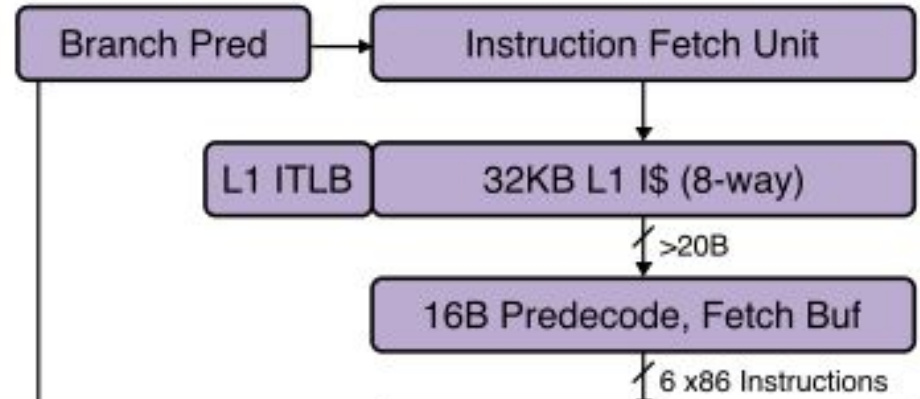 Branch Pred
Instruction Fetch Unit
L1 ITLB
32KB L1 I$ (8-way)
>20B
16B Predecode, Fetch Buf
6 x86 Instructions